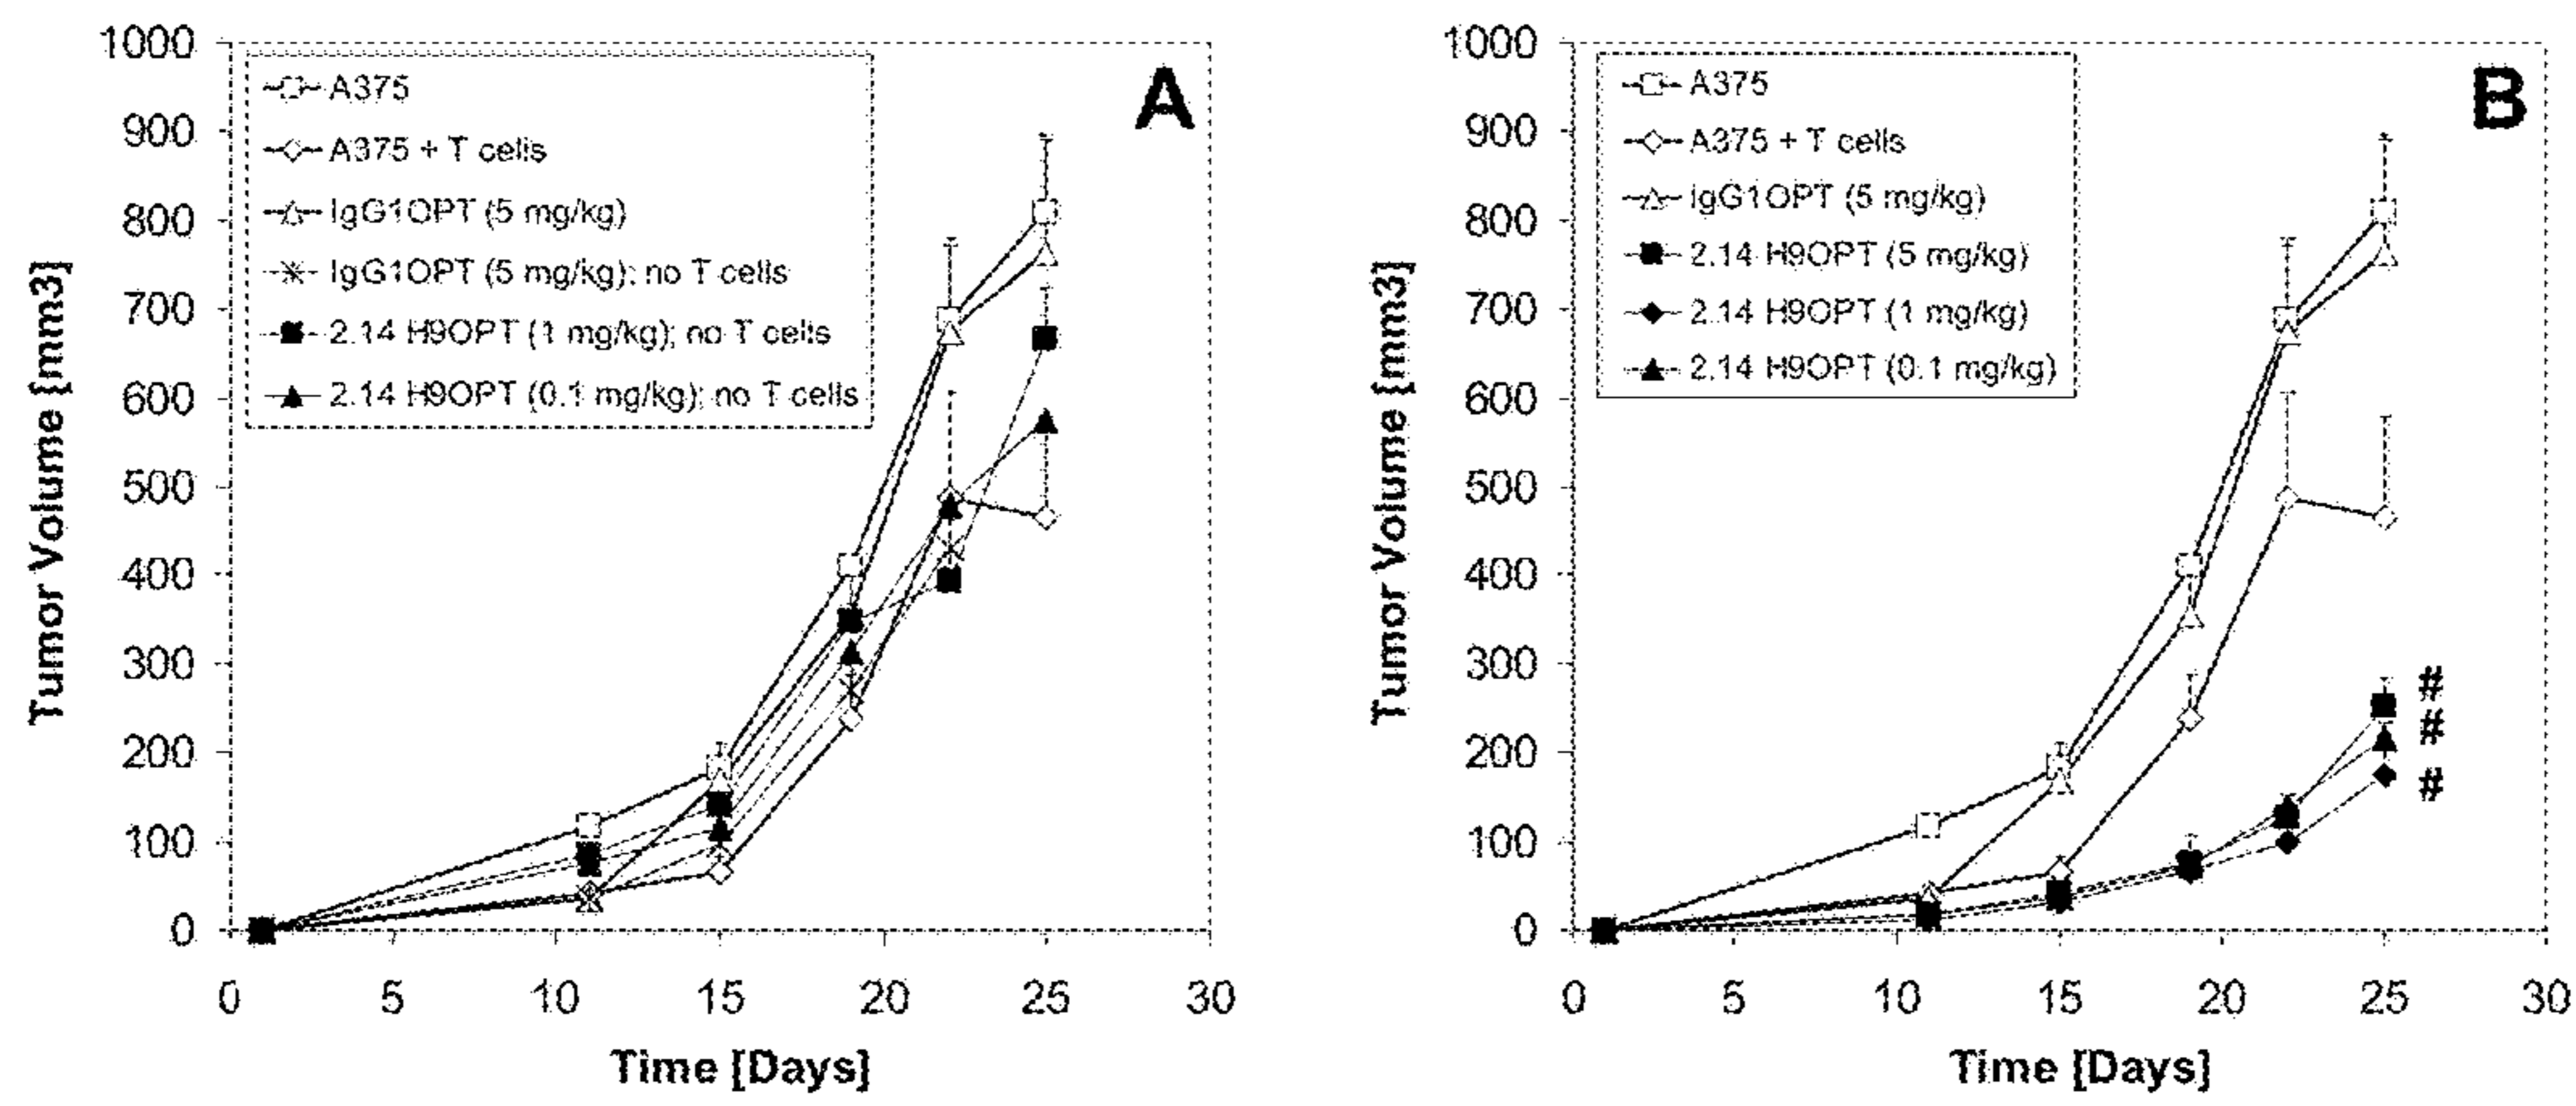 A
A375
A375 + T cells
IgG1OPT (5 mg/kg)
IgG1OPT (5 mg/kg); no T cells
2.14 H9OPT (1 mg/kg); no T cells
2.14 H9OPT (0.1 mg/kg); no T cells
Tumor Volume [mm3]
1000
900
800
700
600
500
400
300
200
100
0
0 5 10 15 20 25 30
Time [Days]
B
A375
A375 + T cells
IgG1OPT (5 mg/kg)
2.14 H9OPT (5 mg/kg)
2.14 H9OPT (1 mg/kg)
2.14 H9OPT (0.1 mg/kg)
Tumor Volume [mm3]
1000
900
800
700
600
500
400
300
200
100
0
#
#
#
0 5 10 15 20 25 30
Time [Days]